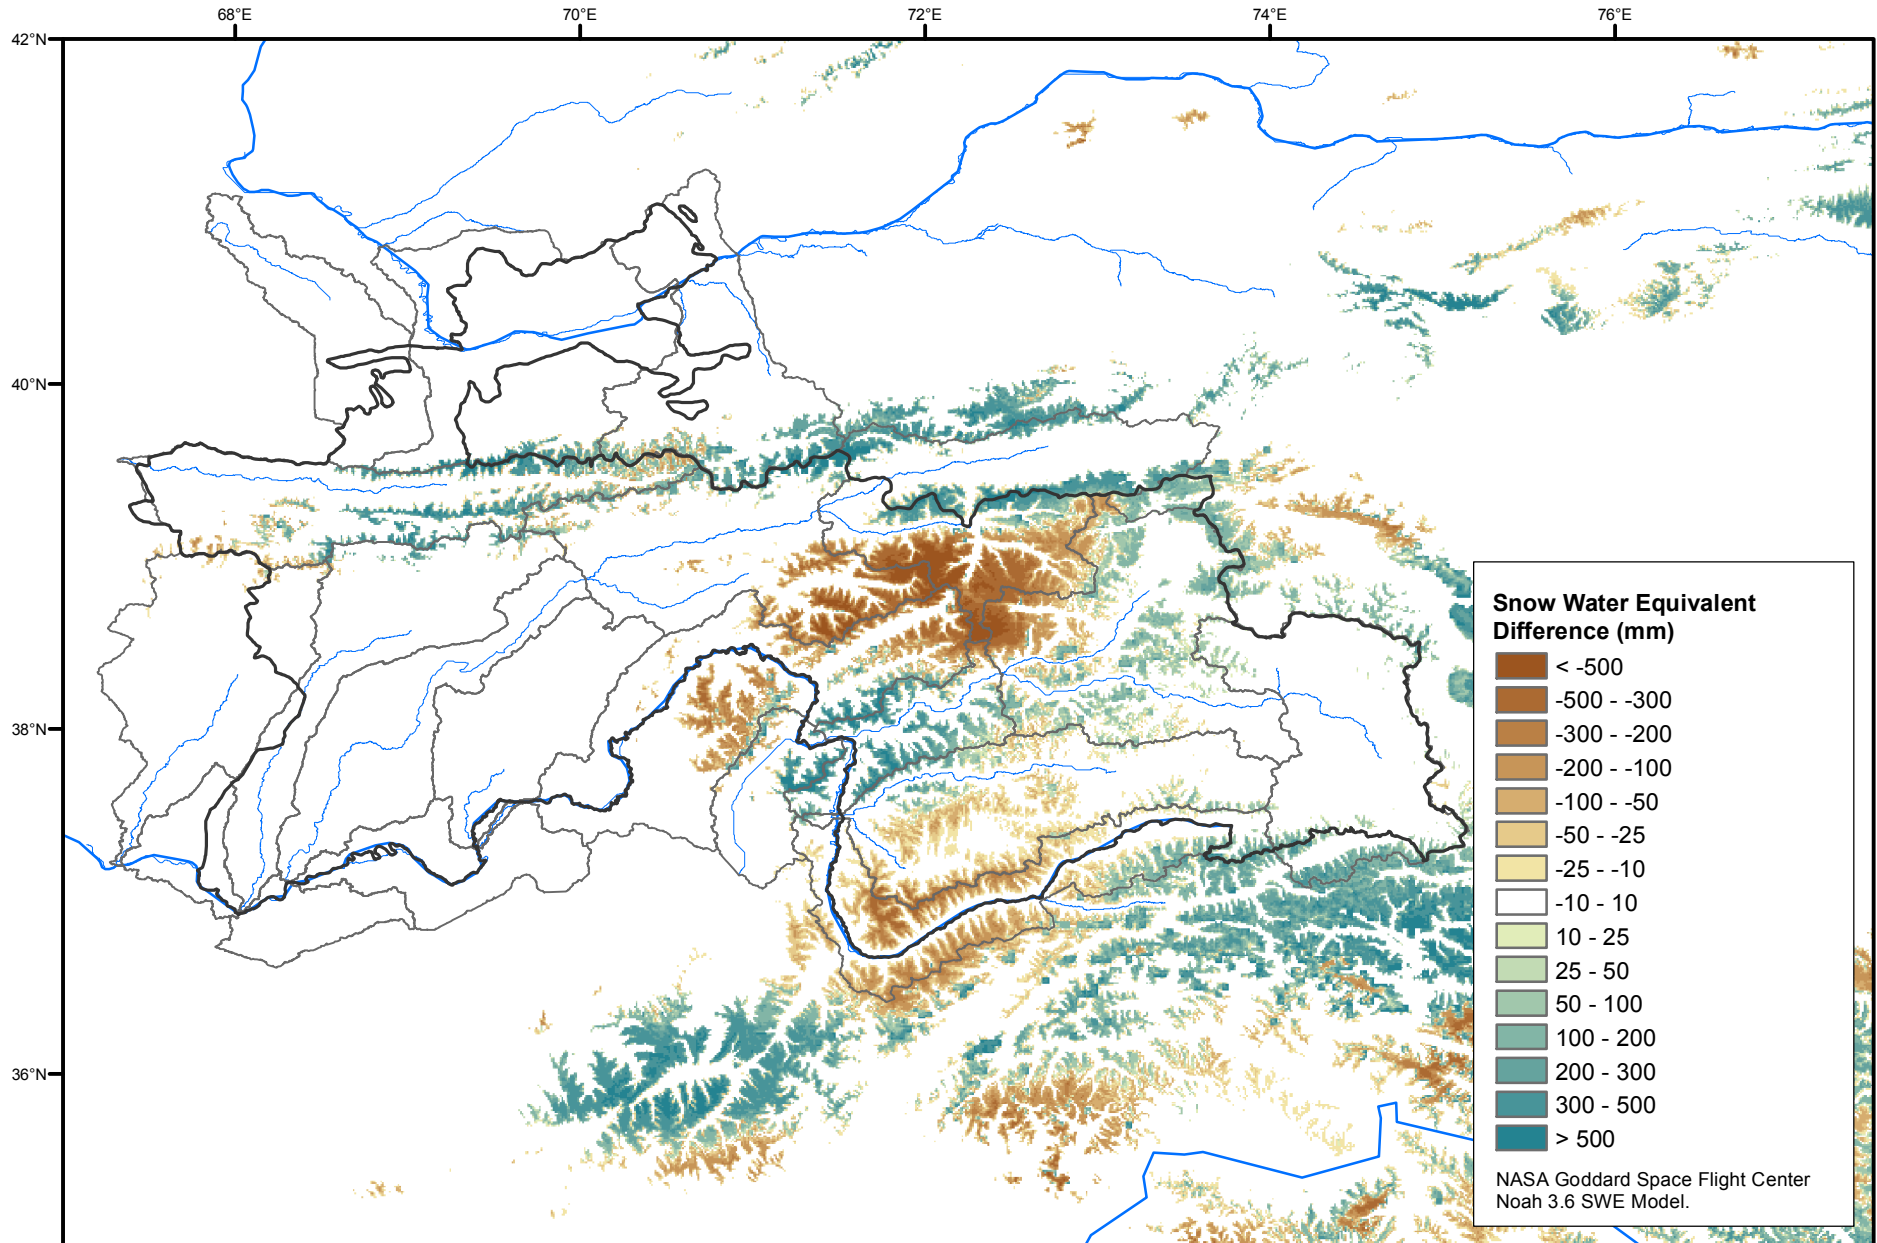 68°E
70°E
72°E
74°E
76°E
42°N
40°N
38°N
36°N
Snow Water Equivalent
Difference (mm)
< -500
-500 - -300
-300 - -200
-200 - -100
-100 - -50
-50 - -25
-25 - -10
-10 - 10
10 - 25
25 - 50
50 - 100
100 - 200
200 - 300
300 - 500
> 500
NASA Goddard Space Flight Center
Noah 3.6 SWE Model.